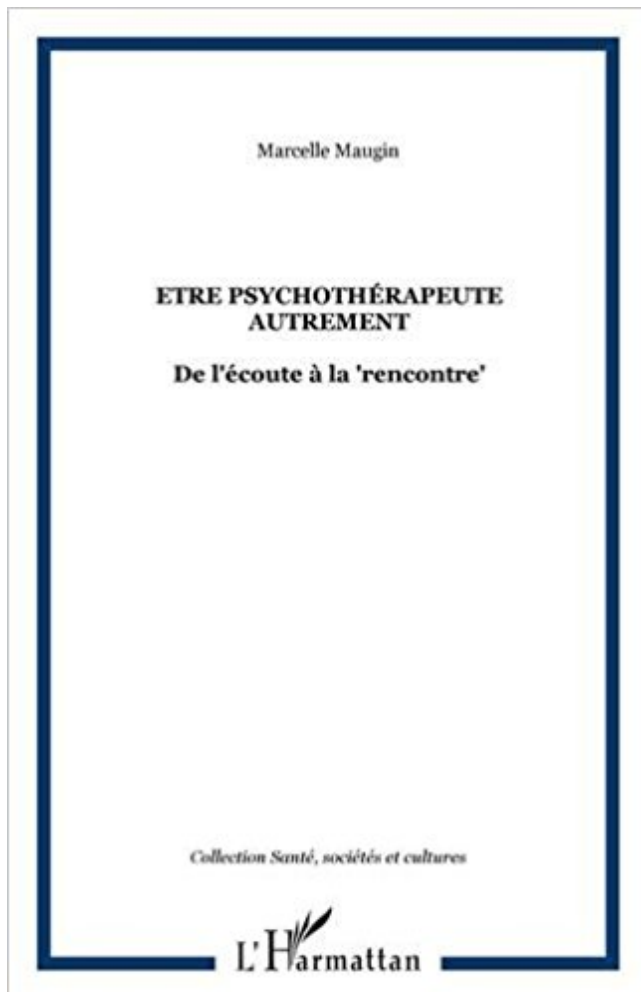 Marcelle Maugin
ETRE PSYCHOTHÉRAPEUTE
AUTREMENT
De l'écoute à la 'rencontre'
Collection Santé, sociétés et cultures
L'Harmattan